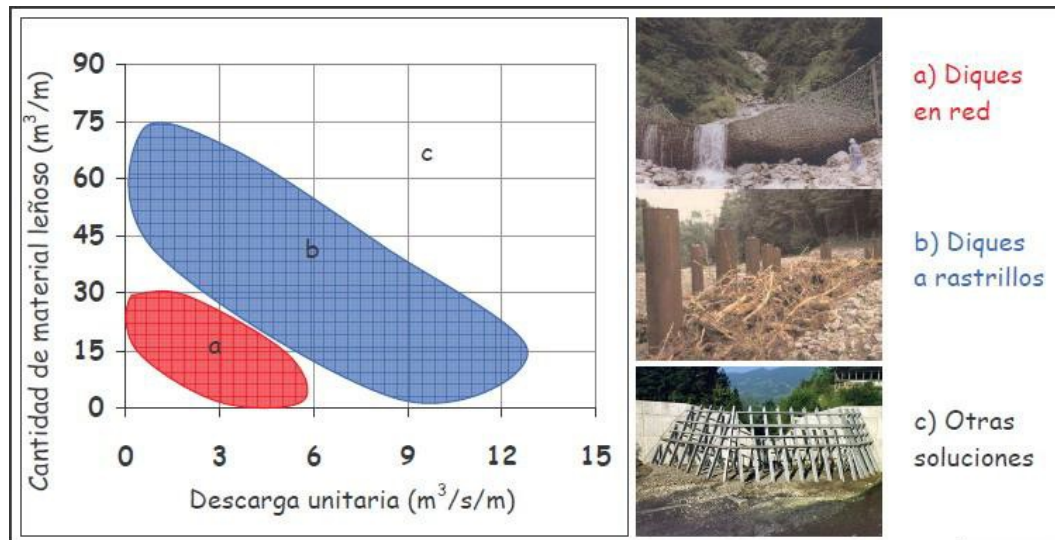 Cantidad de material leñoso (m³/m)
90
75
60
45
30
15
0
0 3 6 9 12 15
Descarga unitaria (m³/s/m)
a
b
c
a) Diques
en red
b) Diques
a rastrillos
c) Otras
soluciones